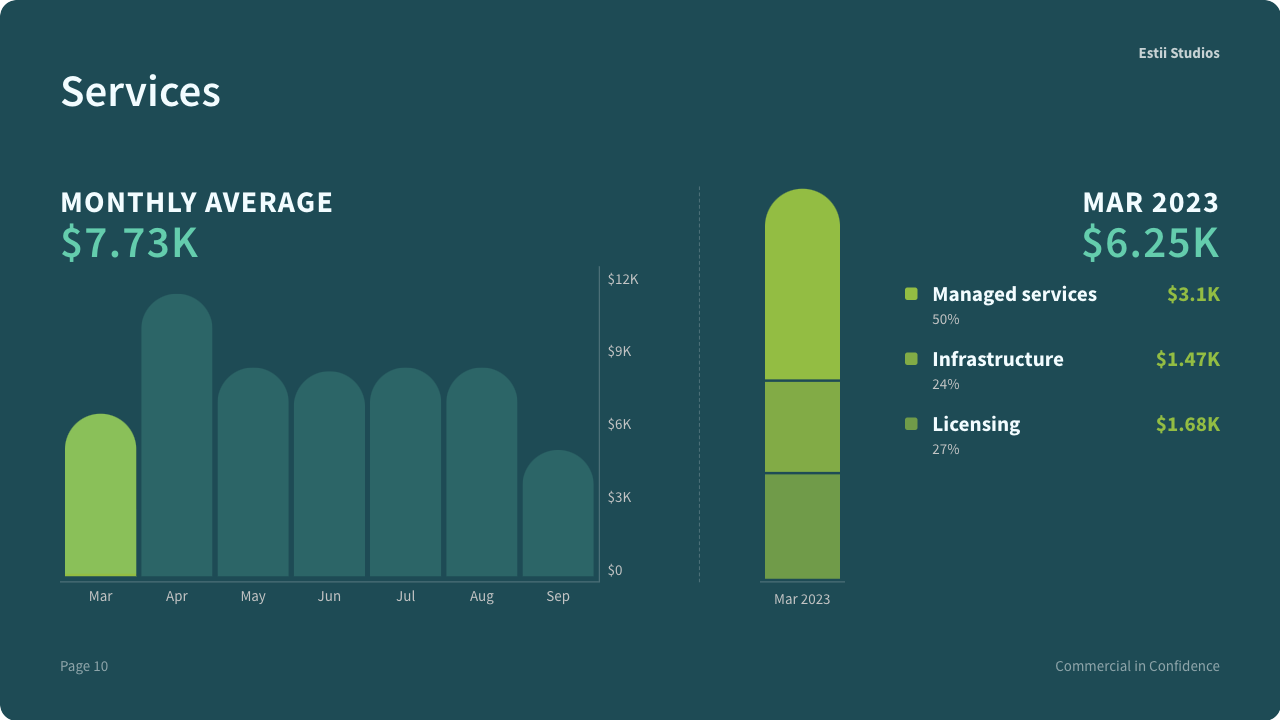 Estii Studios
Services
MONTHLY AVERAGE
$7.73K
$12K
$9K
$6K
$3K
$0
Mar Apr May Jun Jul Aug Sep
Mar 2023
MAR 2023
$6.25K
Managed services $3.1K
50%
Infrastructure $1.47K
24%
Licensing $1.68K
27%
Page 10
Commercial in Confidence